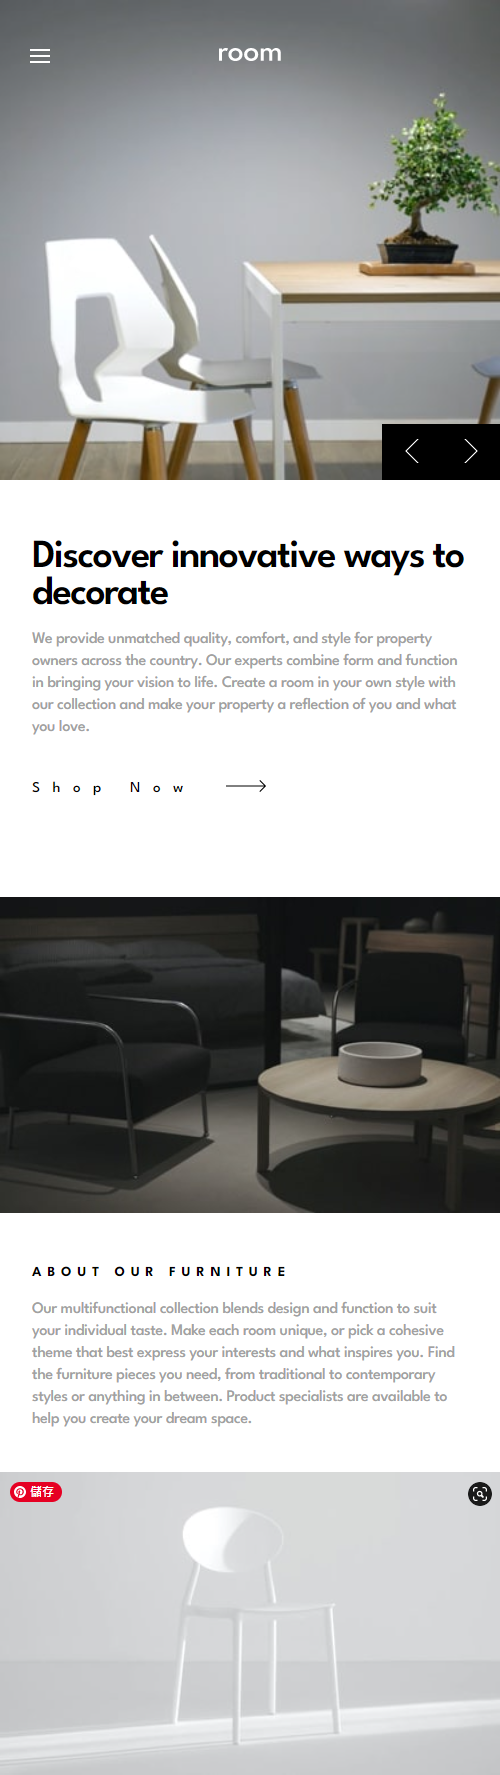 room
Discover innovative ways to
decorate
We provide unmatched quality, comfort, and style for property
owners across the country. Our experts combine form and function
in bringing your vision to life. Create a room in your own style with
our collection and make your property a reflection of you and what
you love.
Shop Now
ABOUT OUR FURNITURE
Our multifunctional collection blends design and function to suit
your individual taste. Make each room unique, or pick a cohesive
theme that best express your interests and what inspires you. Find
the furniture pieces you need, from traditional to contemporary
styles or anything in between. Product specialists are available to
help you create your dream space.
儲存